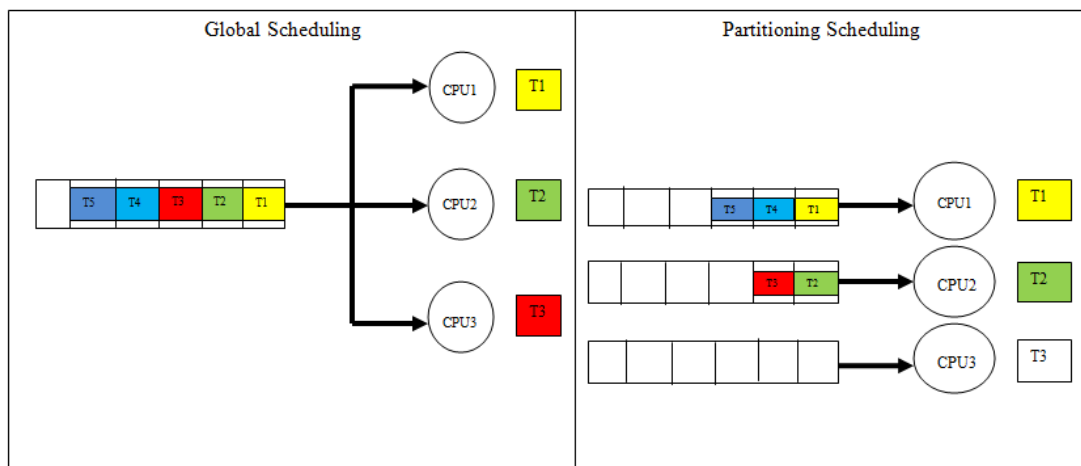 Global Scheduling
CPU1 T1
T5 T4 T3 T2 T1
CPU2 T2
CPU3 T3
Partitioning Scheduling
T5 T4 T1 CPU1 T1
T3 T2 CPU2 T2
CPU3 T3